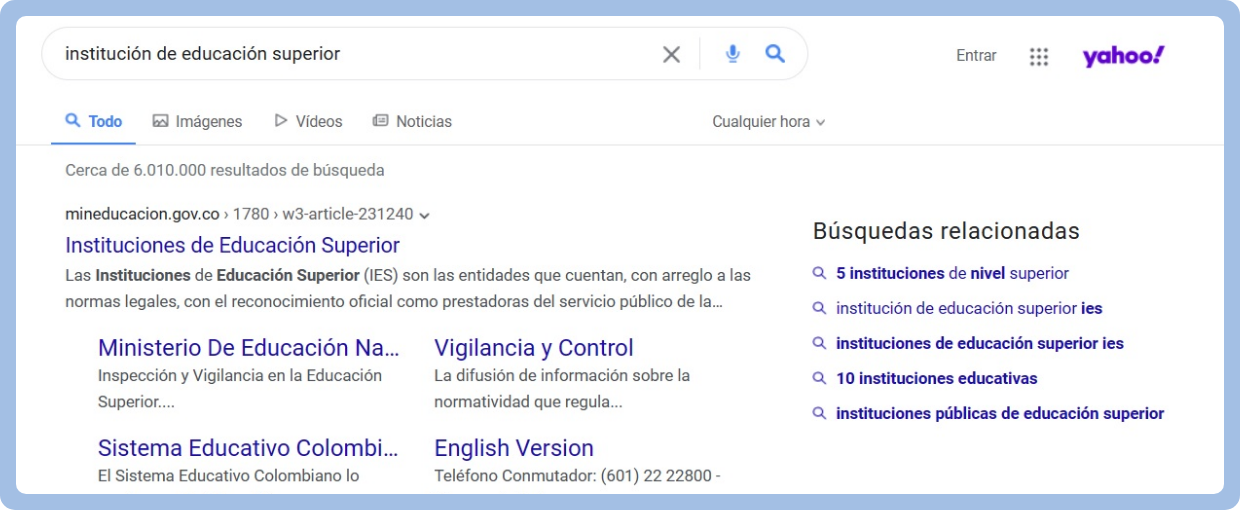 institución de educación superior
Entrar
yahoo!
Todo
Imágenes
Vídeos
Noticias
Cualquier hora
Cerca de 6.010.000 resultados de búsqueda
mineducacion.gov.co › 1780 › w3-article-231240
Instituciones de Educación Superior
Las Instituciones de Educación Superior (IES) son las entidades que cuentan, con arreglo a las
normas legales, con el reconocimiento oficial como prestadoras del servicio público de la...
Ministerio De Educación Na...
Inspección y Vigilancia en la Educación
Superior....
Vigilancia y Control
La difusión de información sobre la
normatividad que regula...
Sistema Educativo Colombi...
El Sistema Educativo Colombiano lo
English Version
Teléfono Conmutador: (601) 22 22800 -
Búsquedas relacionadas
5 instituciones de nivel superior
institución de educación superior ies
instituciones de educación superior ies
10 instituciones educativas
instituciones públicas de educación superior